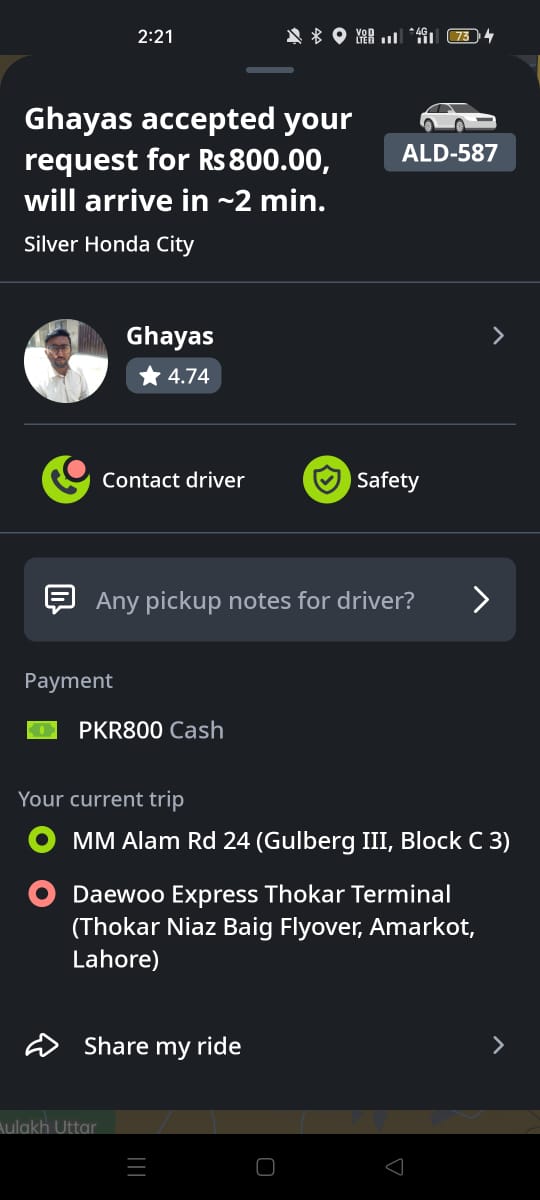 2:21
VoD
LTE2
4G
73
Ghayas accepted your
request for Rs800.00,
will arrive in ~2 min.
ALD-587
Silver Honda City
Ghayas
4.74
Contact driver
Safety
Any pickup notes for driver?
Payment
PKR800 Cash
Your current trip
MM Alam Rd 24 (Gulberg III, Block C 3)
Daewoo Express Thokar Terminal
(Thokar Niaz Baig Flyover, Amarkot,
Lahore)
Share my ride
Aulakh Uttar